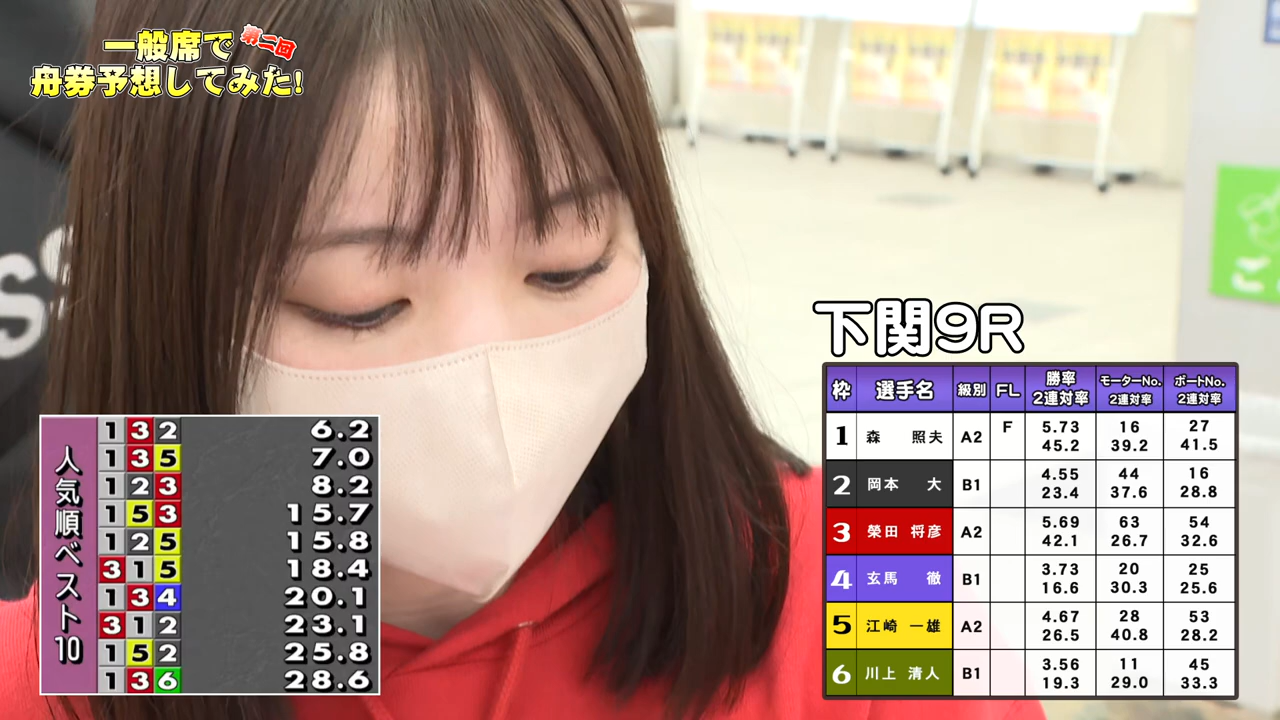 一般席で 第二回
舟券予想してみた!
下関9R
枠 選手名 級別 FL 勝率 2連対率 モーターNo. 2連対率 ボートNo. 2連対率
1 森 照夫 A2 F 5.73 45.2 16 39.2 27 41.5
2 岡本 大 B1 4.55 23.4 44 37.6 16 28.8
3 榮田 将彦 A2 5.69 42.1 63 26.7 54 32.6
4 玄馬 徹 B1 3.73 16.6 20 30.3 25 25.6
5 江崎 一雄 A2 4.67 26.5 28 40.8 53 28.2
6 川上 清人 B1 3.56 19.3 11 29.0 45 33.3
人気順ベスト10
1 3 2 6.2
1 3 5 7.0
1 2 3 8.2
1 5 3 15.7
1 2 5 15.8
3 1 5 18.4
1 3 4 20.1
3 1 2 23.1
1 5 2 25.8
1 3 6 28.6